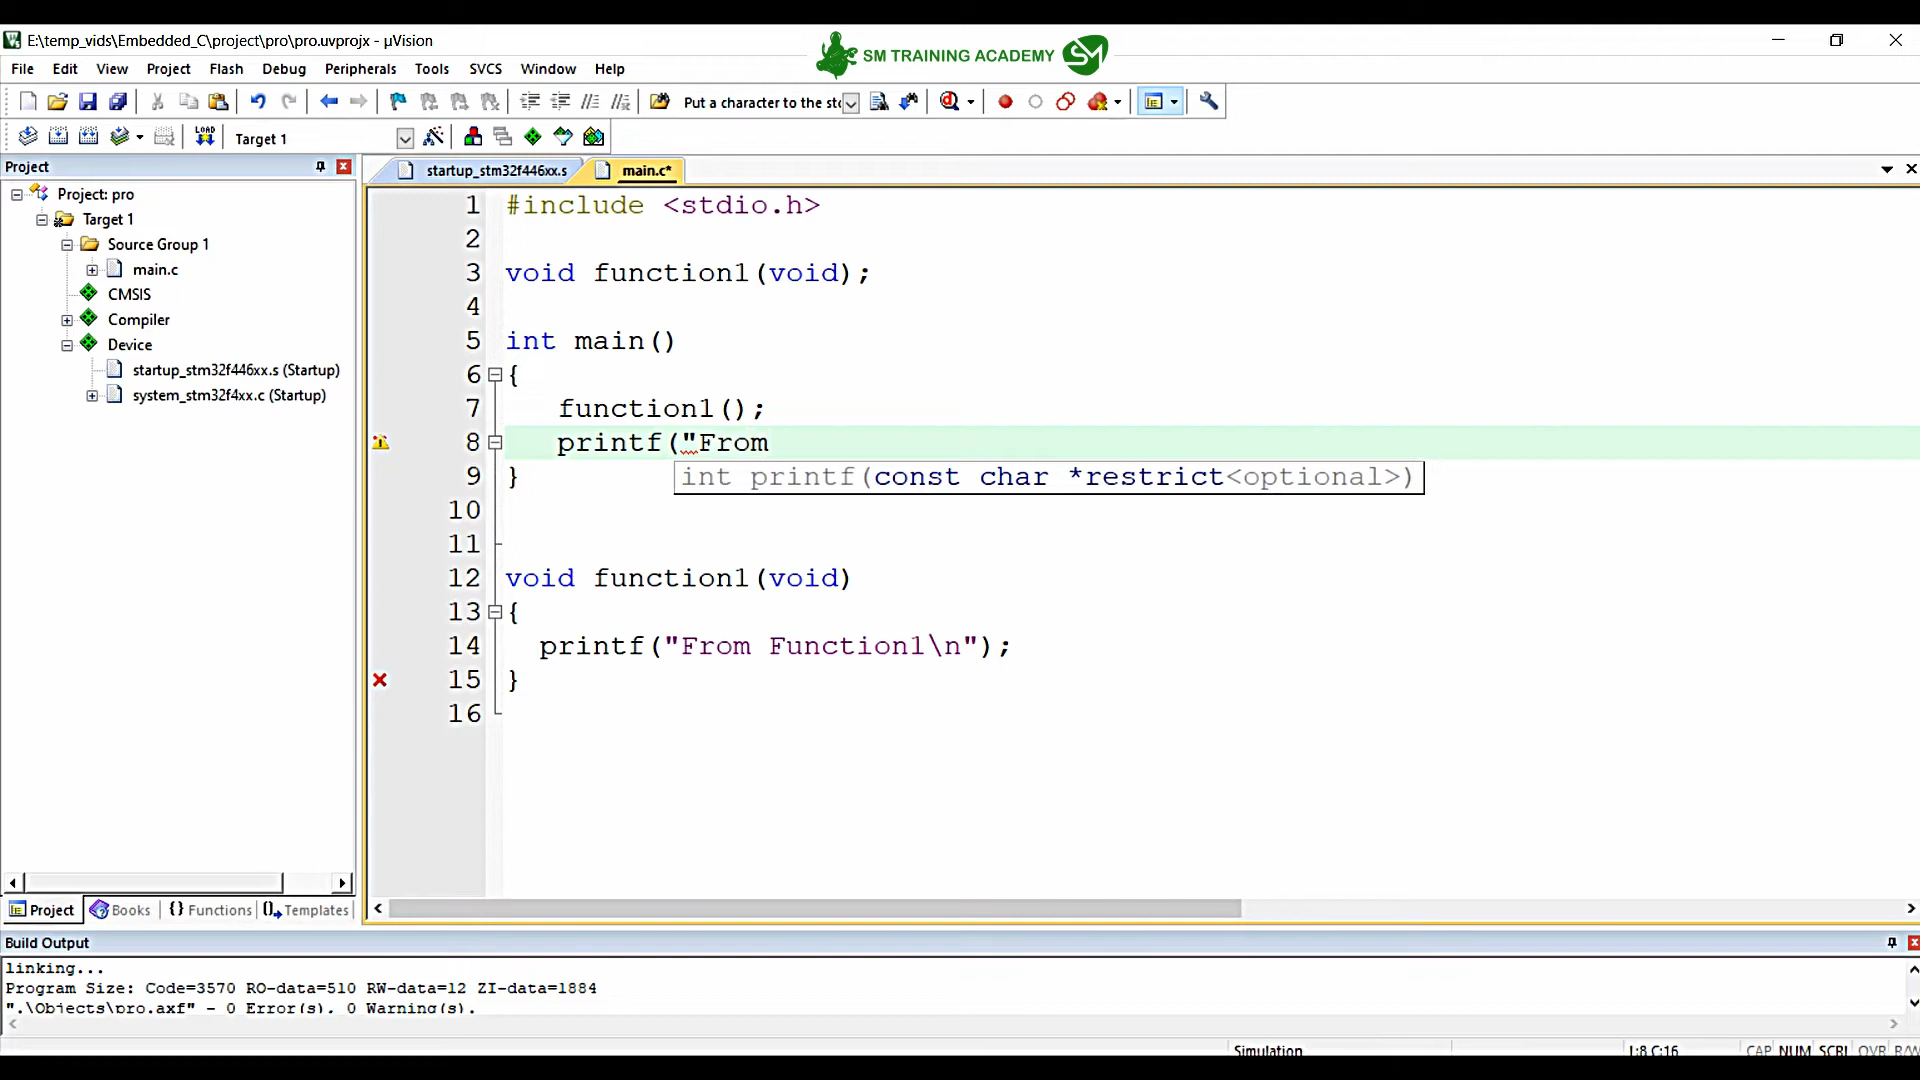 E:\temp_vids\Embedded_C\project\pro\pro.uvprojx - µVision
SM TRAINING ACADEMY SM
File Edit View Project Flash Debug Peripherals Tools SVCS Window Help
Put a character to the
LOAD Target 1
Project
startup_stm32f446xx.s main.c*
Project: pro
Target 1
Source Group 1
main.c
CMSIS
Compiler
Device
startup_stm32f446xx.s (Startup)
system_stm32f4xx.c (Startup)
1 #include <stdio.h>
2
3 void function1(void);
4
5 int main()
6 {
7 function1();
8 printf("From
int printf(const char *restrict<optional>)
9 }
10
11
12 void function1(void)
13 {
14 printf("From Function1\n");
15 }
16
Project Books Functions Templates
Build Output
linking...
Program Size: Code=3570 RO-data=510 RW-data=12 ZI-data=1884
".\Objects\pro.axf" - 0 Error(s), 0 Warning(s).
Simulation L:8 C:16 CAP NUM SCRL OVR R/W